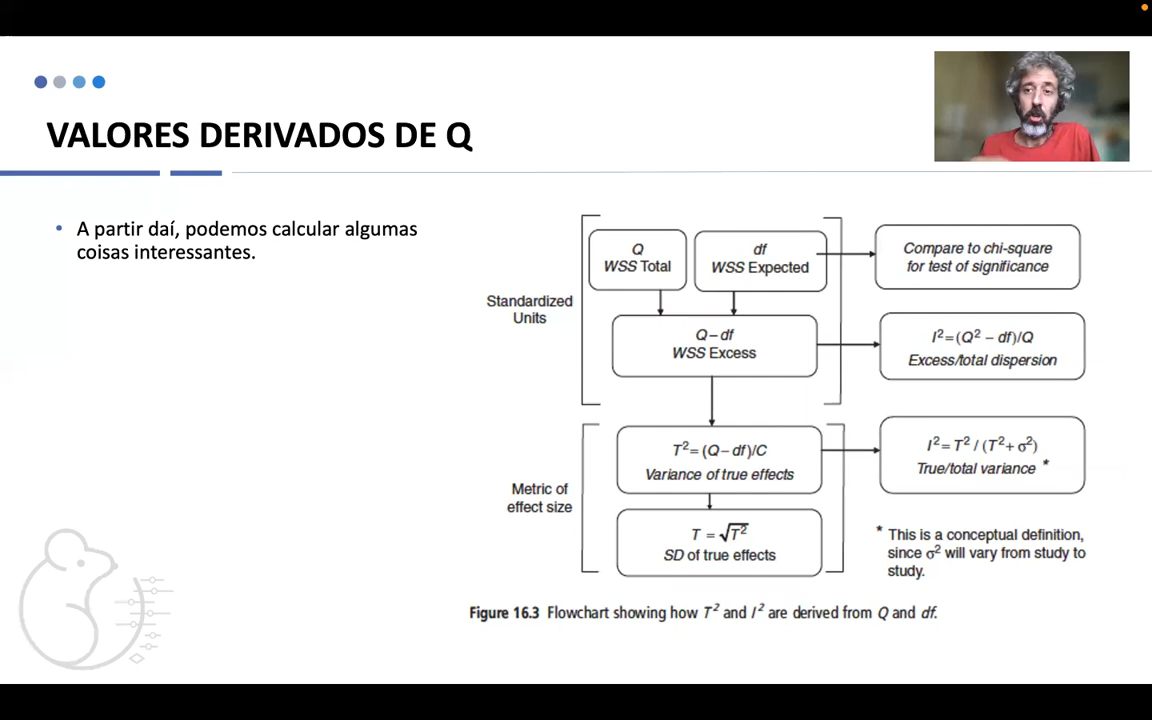 VALORES DERIVADOS DE Q
• A partir daí, podemos calcular algumas
coisas interessantes.
Standardized
Units
Q
WSS Total
df
WSS Expected
Compare to chi-square
for test of significance
Q – df
WSS Excess
I² = (Q² – df)/Q
Excess/total dispersion
Metric of
effect size
T² = (Q – df)/C
Variance of true effects
I² = T² / (T² + σ²)
True/total variance *
T = √T²
SD of true effects
* This is a conceptual definition,
since σ² will vary from study to
study.
Figure 16.3 Flowchart showing how T² and I² are derived from Q and df.